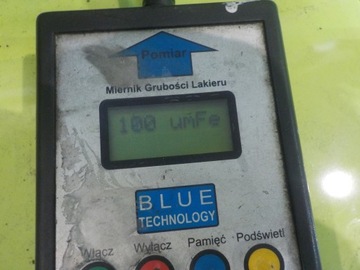 Pomiar
Miernik Grubości Lakieru
100 umFe
BLUE
TECHNOLOGY
Włącz Wyłącz Pamięć Podświetl